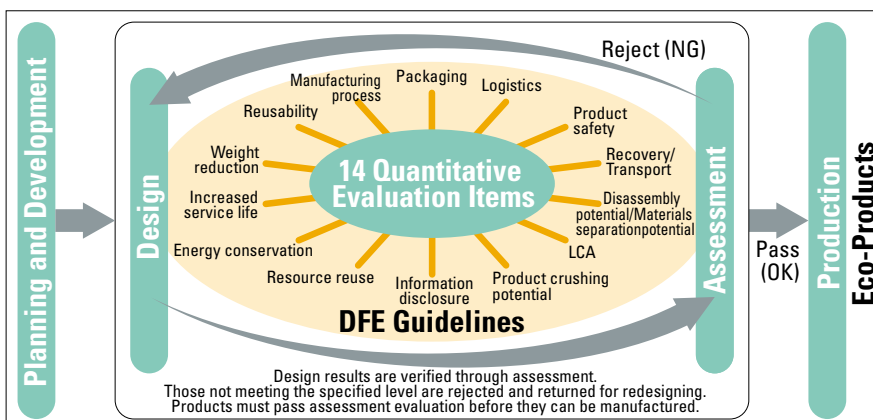 Planning and Development
Design
Reject (NG)
Manufacturing
process
Packaging
Logistics
Reusability
Product
safety
Weight
reduction
Recovery/
Transport
14 Quantitative
Evaluation Items
Increased
service life
Disassembly
potential/Materials
separationpotential
Energy conservation
LCA
Resource reuse
Information
disclosure
Product crushing
potential
DFE Guidelines
Assessment
Pass
(OK)
Production
Eco-Products
Design results are verified through assessment.
Those not meeting the specified level are rejected and returned for redesigning.
Products must pass assessment evaluation before they can be manufactured.